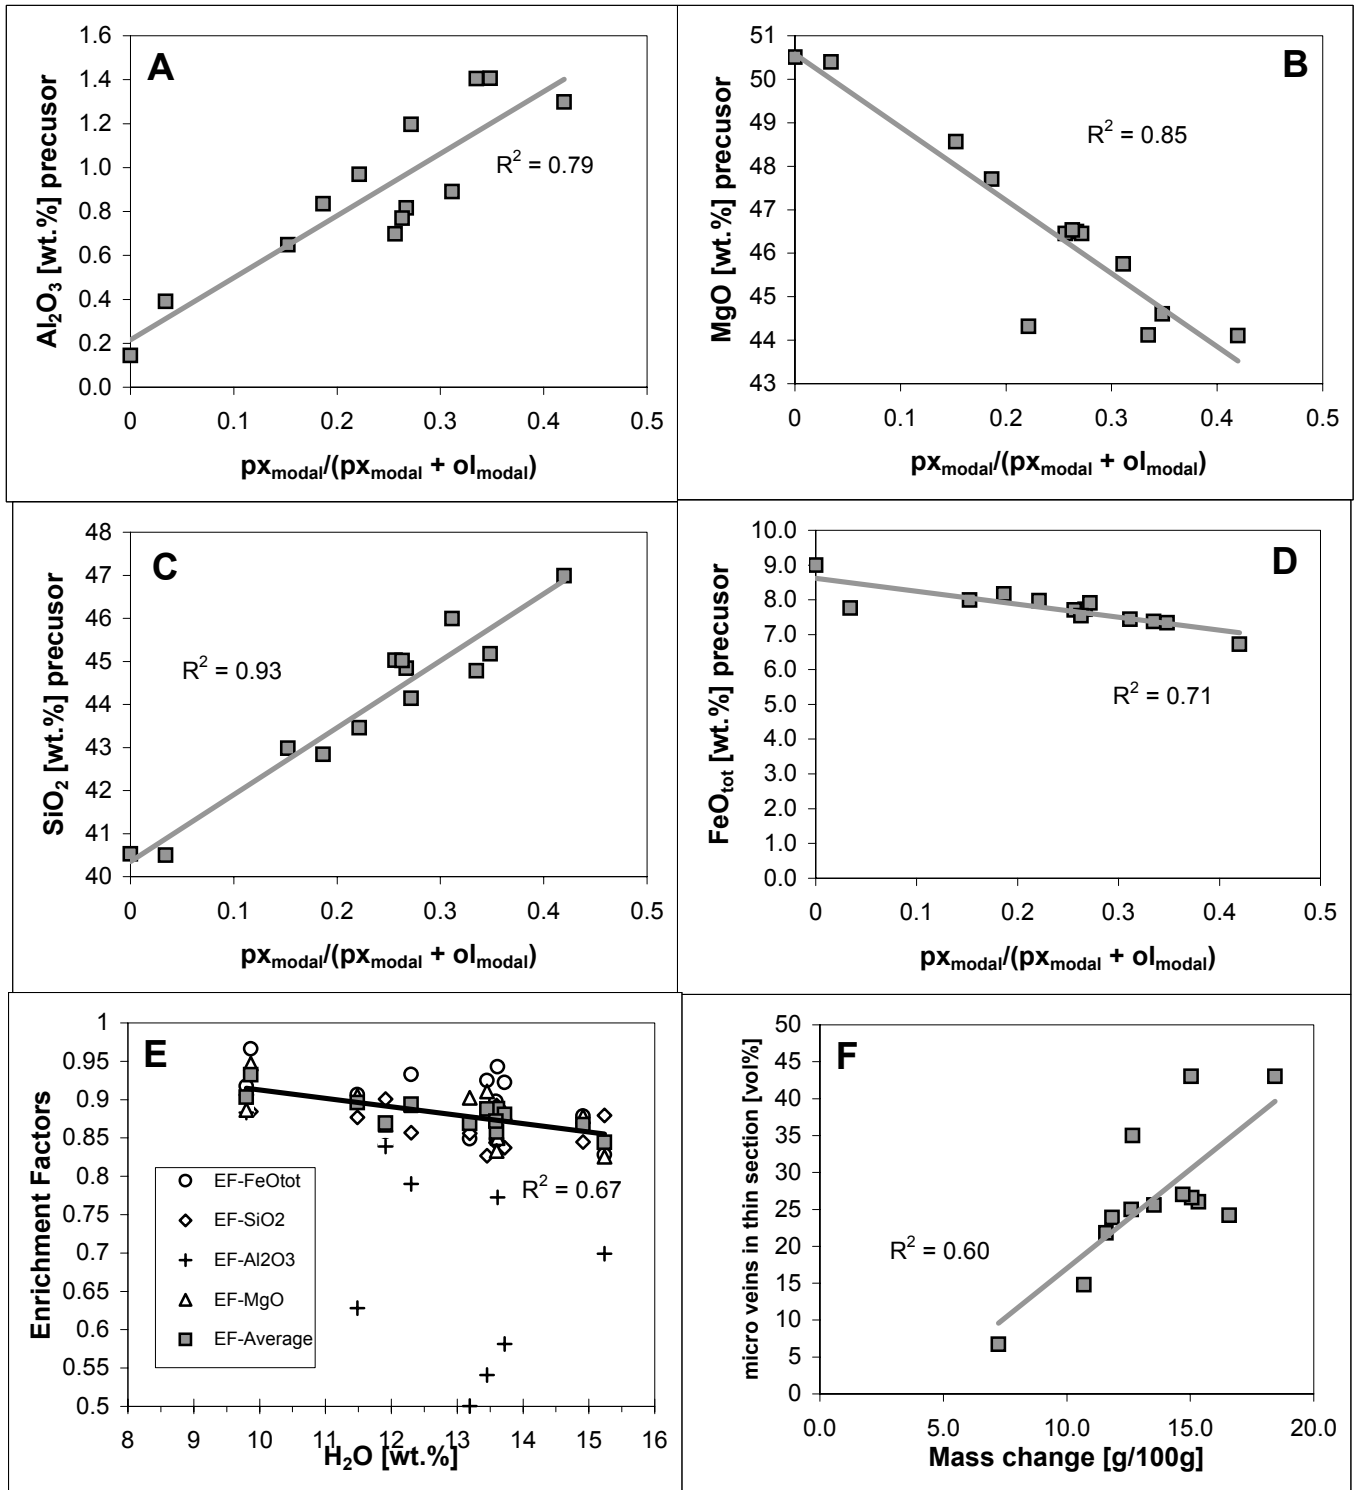 A
1.6
1.4
1.2
1.0
0.8
0.6
0.4
0.2
0.0
Al2O3 [wt.%] precusor
R2 = 0.79
0 0.1 0.2 0.3 0.4 0.5
pxmodal/(pxmodal + olmodal)
B
51
50
49
48
47
46
45
44
43
MgO [wt.%] precusor
R2 = 0.85
0 0.1 0.2 0.3 0.4 0.5
pxmodal/(pxmodal + olmodal)
C
48
47
46
45
44
43
42
41
40
SiO2 [wt.%] precusor
R2 = 0.93
0 0.1 0.2 0.3 0.4 0.5
pxmodal/(pxmodal + olmodal)
D
10.0
9.0
8.0
7.0
6.0
5.0
4.0
3.0
2.0
1.0
0.0
FeOtot [wt.%] precusor
R2 = 0.71
0 0.1 0.2 0.3 0.4 0.5
pxmodal/(pxmodal + olmodal)
E
1
0.95
0.9
0.85
0.8
0.75
0.7
0.65
0.6
0.55
0.5
Enrichment Factors
EF-FeOtot
EF-SiO2
EF-Al2O3
EF-MgO
EF-Average
R2 = 0.67
8 9 10 11 12 13 14 15 16
H2O [wt.%]
F
50
45
40
35
30
25
20
15
10
5
0
micro veins in thin section [vol%]
R2 = 0.60
0.0 5.0 10.0 15.0 20.0
Mass change [g/100g]